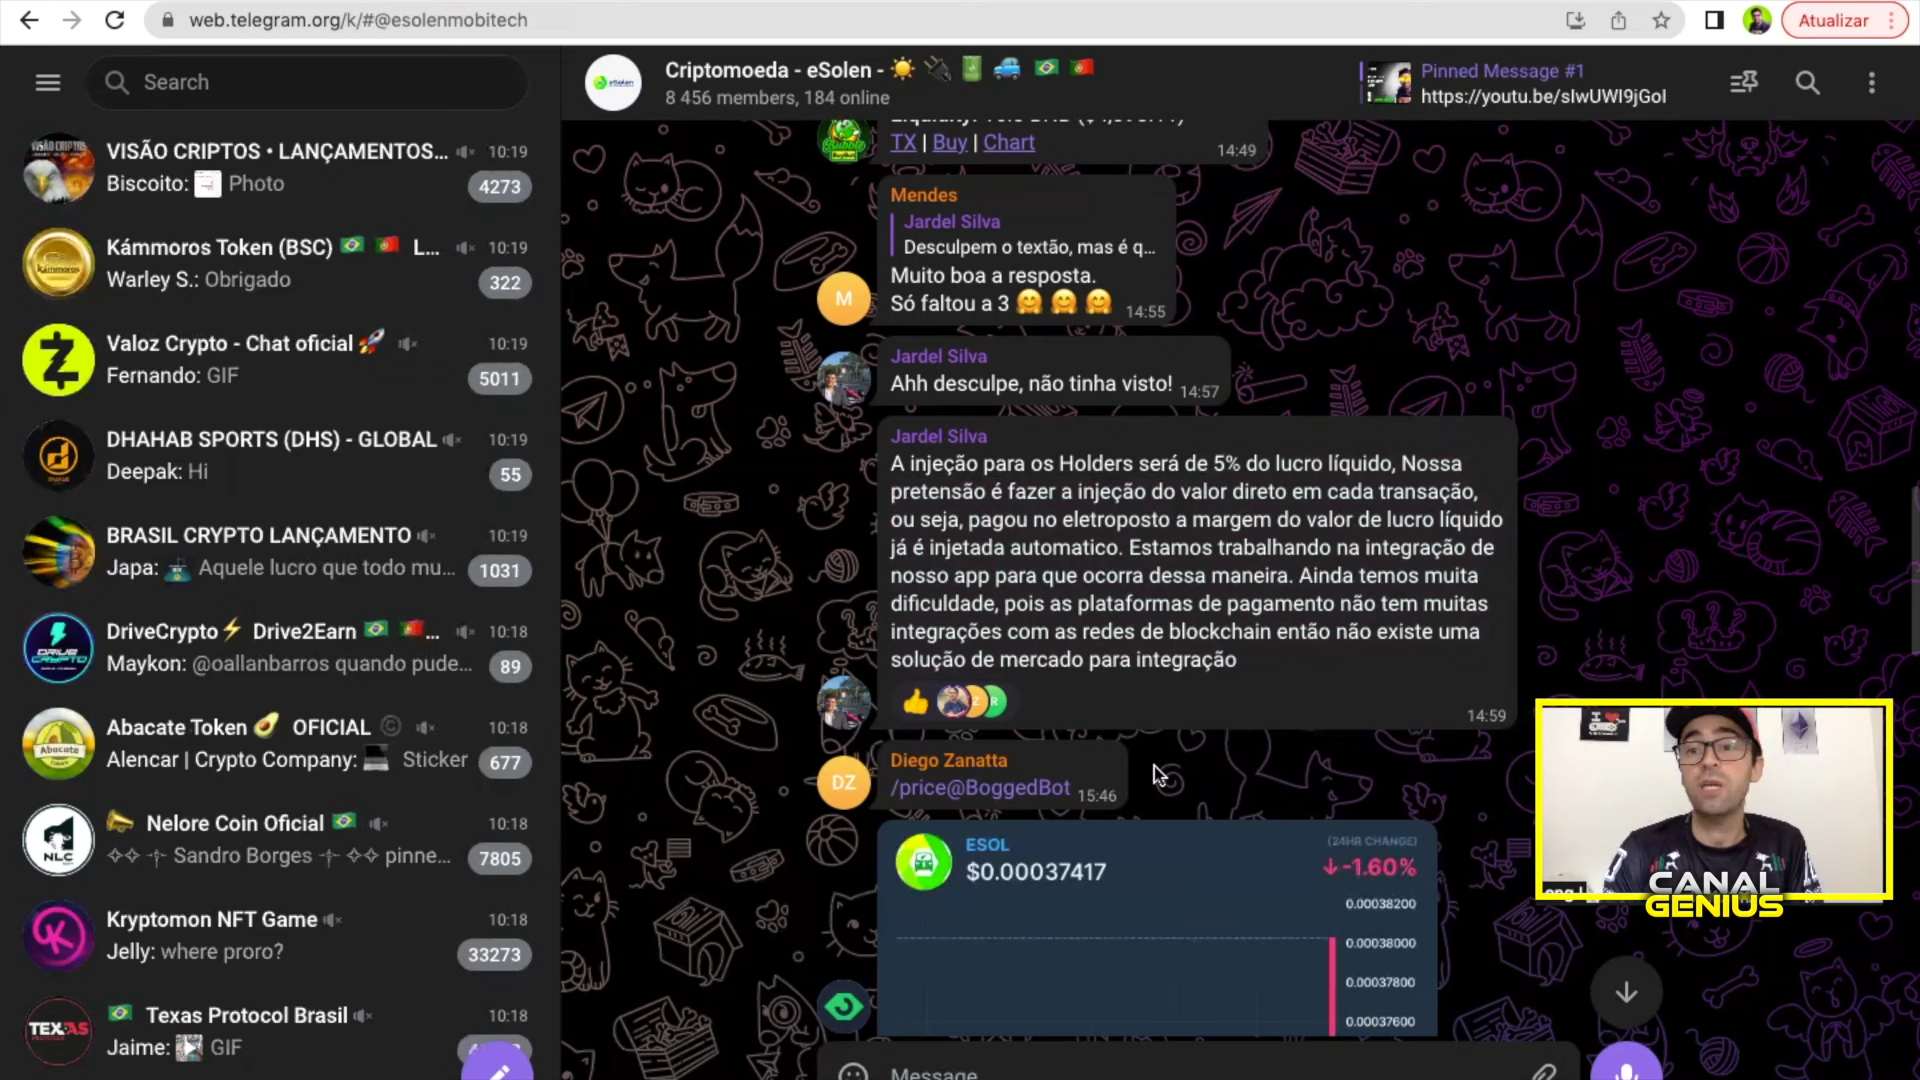 web.telegram.org/k/#@esolenmobitech
Atualizar
Search
VISÃO CRIPTOS • LANÇAMENTOS... 10:19
Biscoito: Photo 4273
Kámmoros Token (BSC) L... 10:19
Warley S.: Obrigado 322
Valoz Crypto - Chat oficial 10:19
Fernando: GIF 5011
DHAHAB SPORTS (DHS) - GLOBAL 10:19
Deepak: Hi 55
BRASIL CRYPTO LANÇAMENTO 10:19
Japa: Aquele lucro que todo mu... 1031
DriveCrypto⚡ Drive2Earn ... 10:18
Maykon: @oallanbarros quando pude... 89
Abacate Token 🥑 OFICIAL © 10:18
Alencar | Crypto Company: Sticker 677
Nelore Coin Oficial 10:18
Sandro Borges pinne... 7805
Kryptomon NFT Game 10:18
Jelly: where proro? 33273
Texas Protocol Brasil 10:18
Jaime: GIF
Criptomoeda - eSolen - ☀️ 🔌 🔋 🚙 🇧🇷 🇵🇹
8 456 members, 184 online
Pinned Message #1
https://youtu.be/sIwUWI9jGoI
TX | Buy | Chart 14:49
Mendes
Jardel Silva
Desculpem o textão, mas é q...
Muito boa a resposta.
Só faltou a 3 🤗 🤗 🤗 14:55
M
Jardel Silva
Ahh desculpe, não tinha visto! 14:57
Jardel Silva
A injeção para os Holders será de 5% do lucro líquido, Nossa
pretensão é fazer a injeção do valor direto em cada transação,
ou seja, pagou no eletroposto a margem do valor de lucro líquido
já é injetada automatico. Estamos trabalhando na integração de
nosso app para que ocorra dessa maneira. Ainda temos muita
dificuldade, pois as plataformas de pagamento não tem muitas
integrações com as redes de blockchain então não existe uma
solução de mercado para integração
14:59
Diego Zanatta
/price@BoggedBot 15:46
DZ
ESOL
$0.00037417
(24HR CHANGE)
↓-1.60%
0.00038200
0.00038000
0.00037800
0.00037600
Message
CANAL
GENIUS